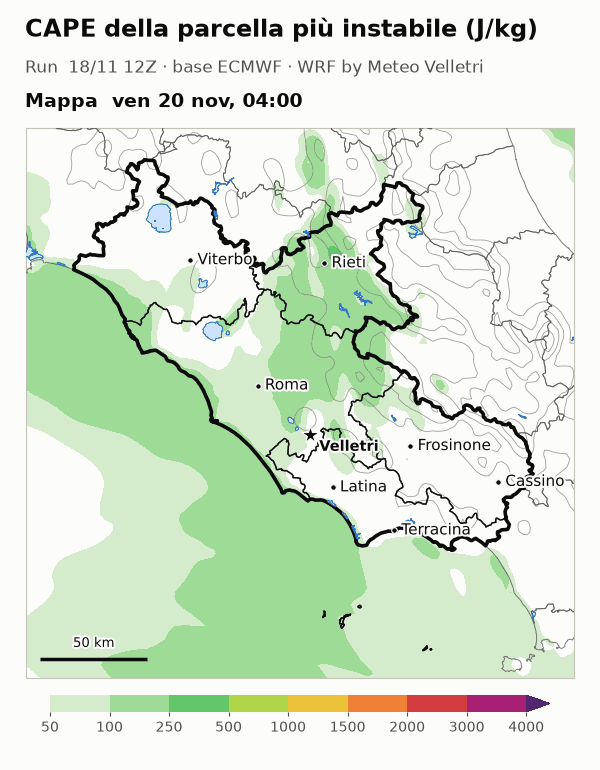 CAPE della parcella più instabile (J/kg)
Run  18/11 12Z · base ECMWF · WRF by Meteo Velletri
Mappa  ven 20 nov, 04:00
Viterbo
Rieti
Roma
Velletri
Frosinone
Cassino
Latina
Terracina
50 km
50 100 250 500 1000 1500 2000 3000 4000